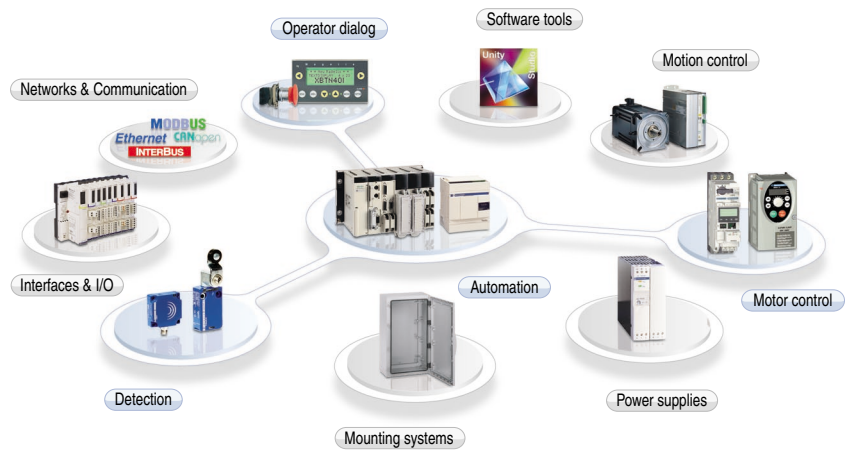 Operator dialog
Software tools
Motion control
Networks & Communication
Unity
Studio
XBTN401
MODBUS
Ethernet CANopen
INTERBUS
Interfaces & I/O
Automation
Motor control
Detection
Power supplies
Mounting systems